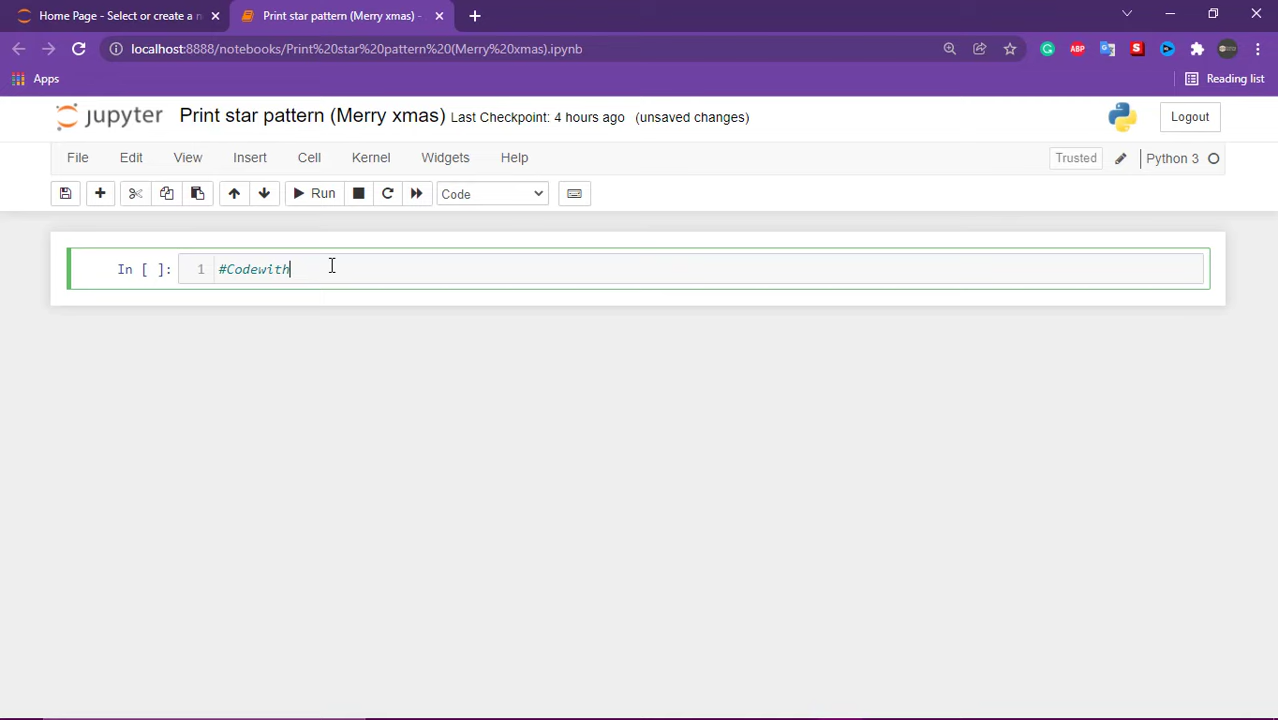 Home Page - Select or create a n
Print star pattern (Merry xmas) -
localhost:8888/notebooks/Print%20star%20pattern%20(Merry%20xmas).ipynb
ABP
S
Apps
Reading list
jupyter Print star pattern (Merry xmas) Last Checkpoint: 4 hours ago (unsaved changes)
Logout
File Edit View Insert Cell Kernel Widgets Help
Trusted
Python 3
Run
Code
In [ ]: 1 #Codewith